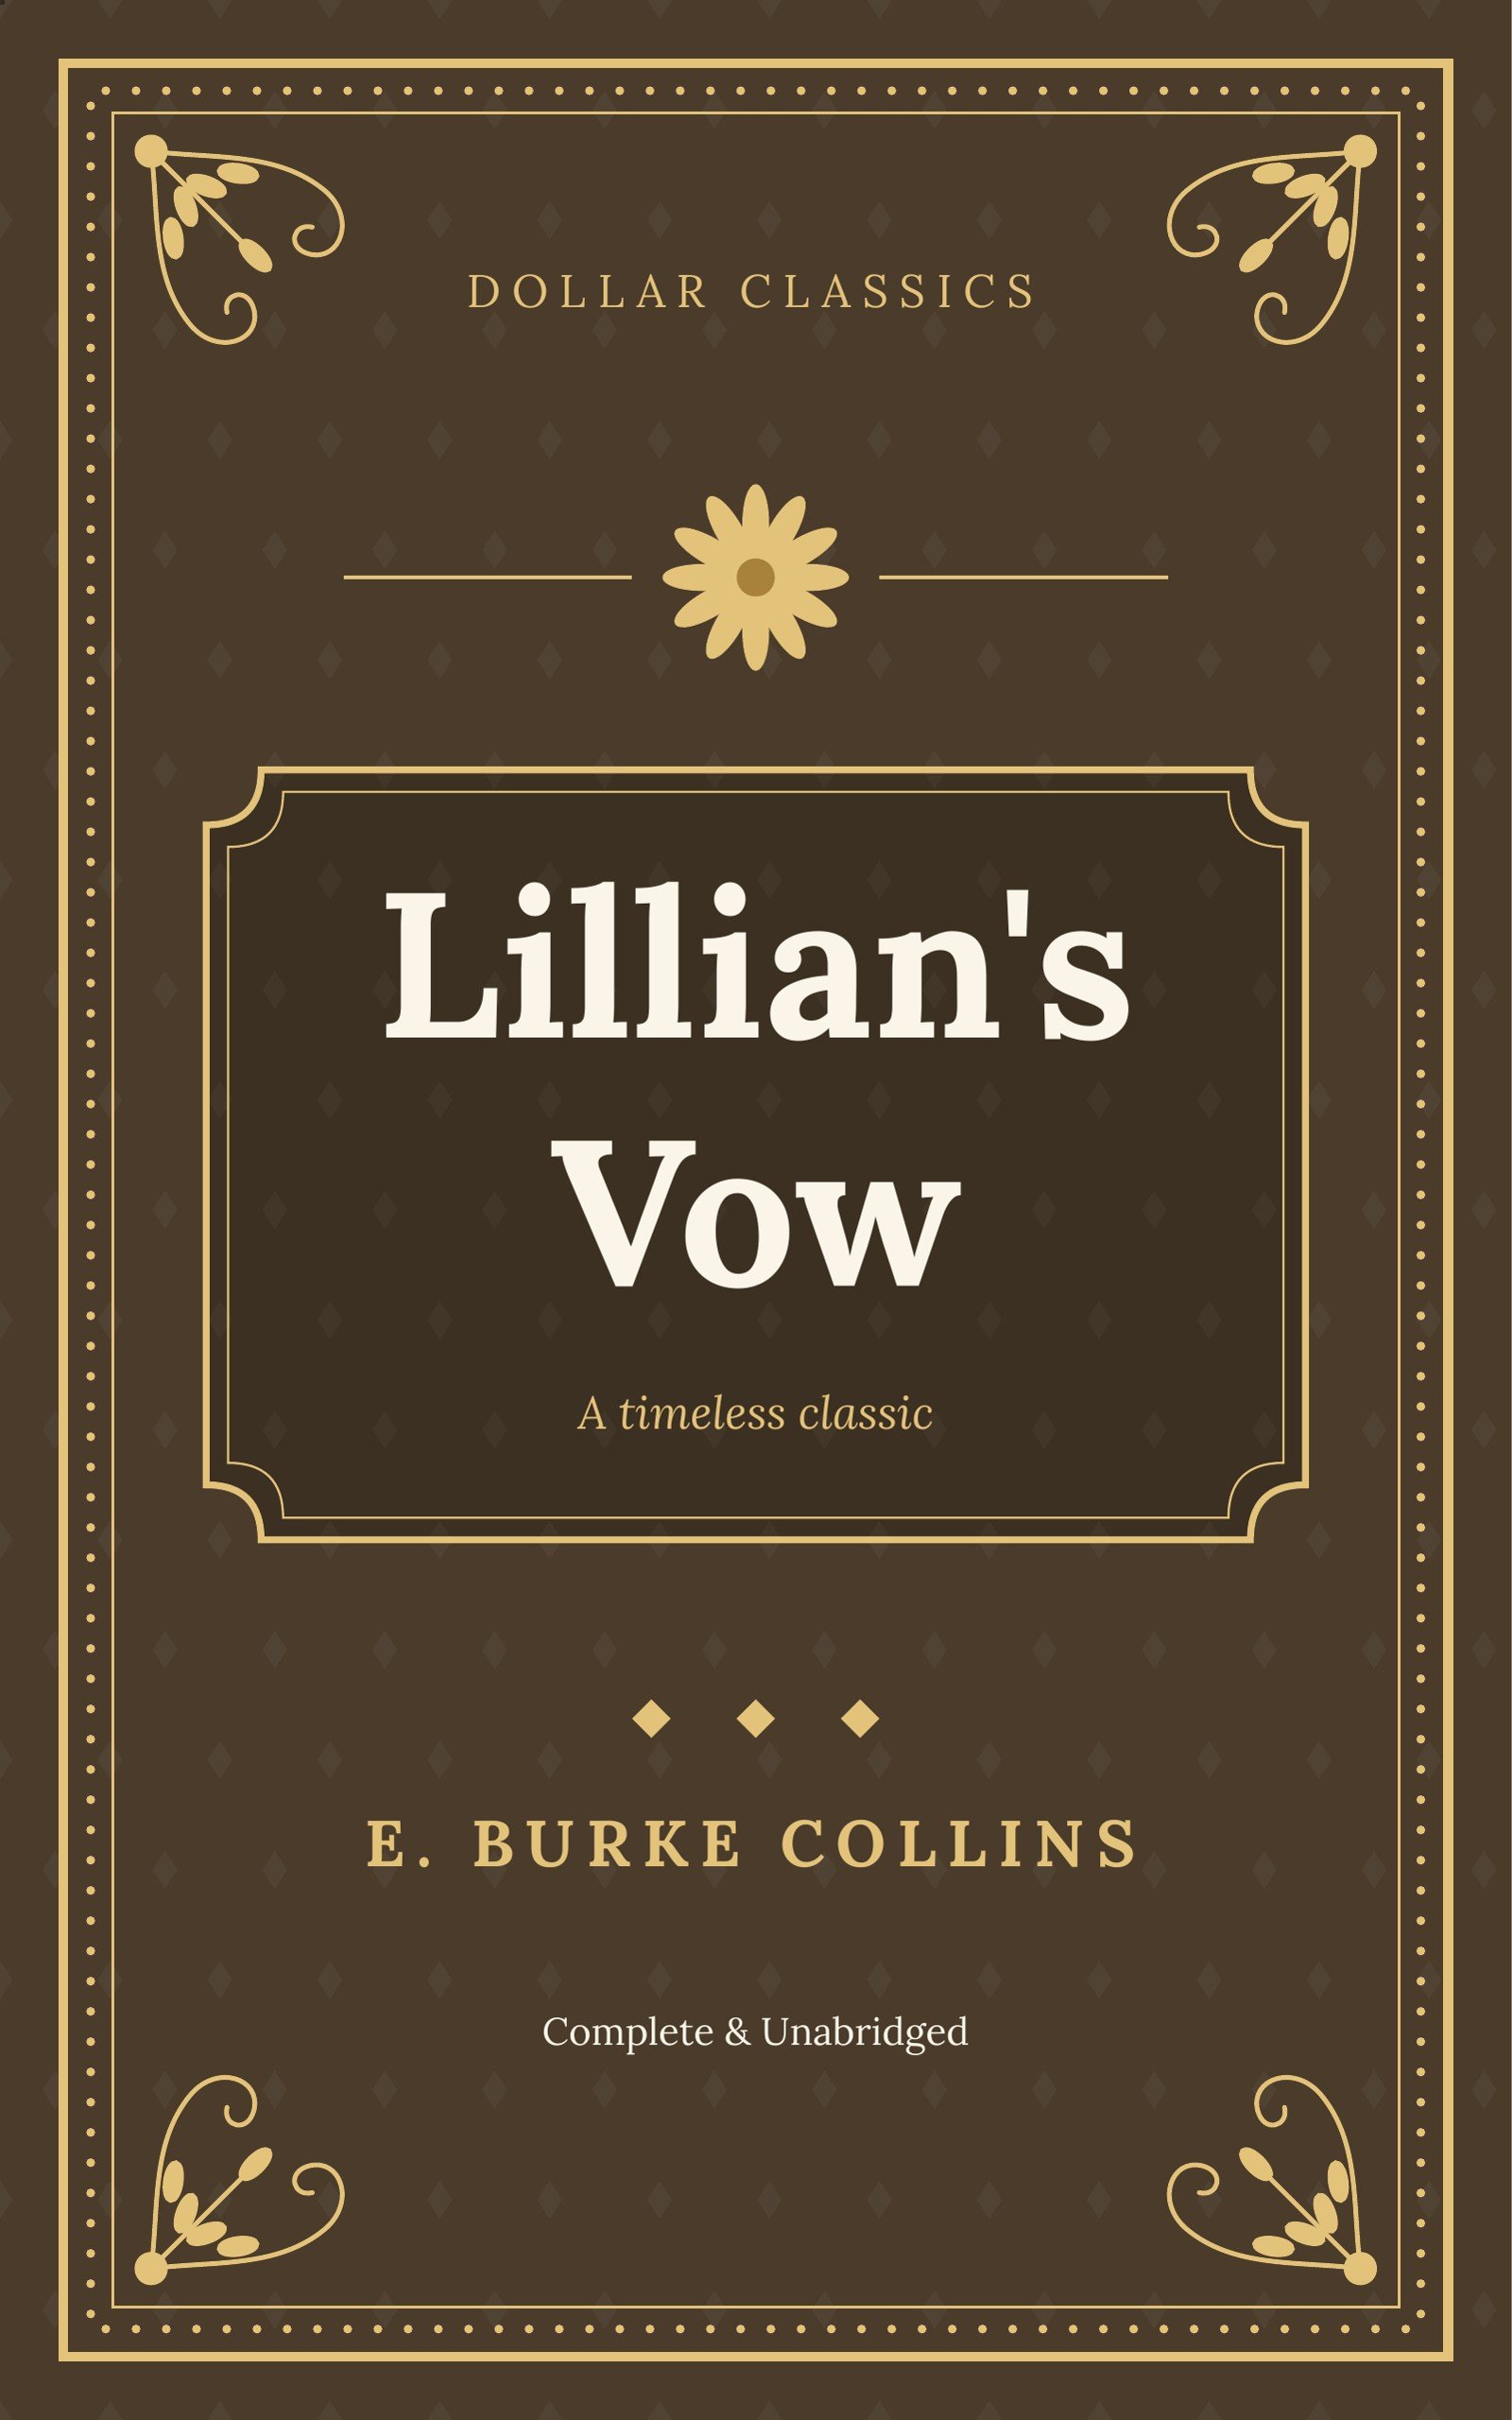 DOLLAR CLASSICS
Lillian's
Vow
A timeless classic
E. BURKE COLLINS
Complete & Unabridged